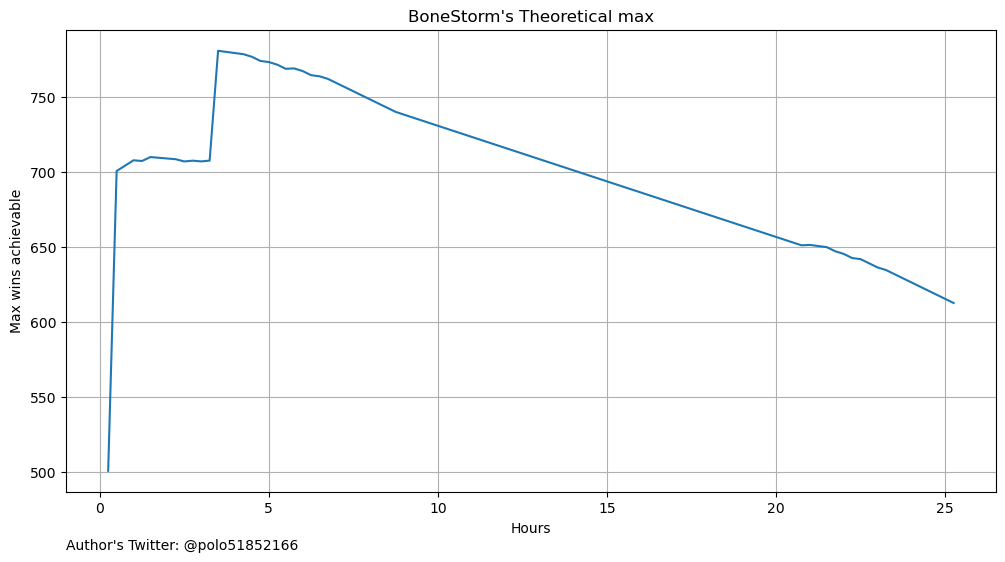 BoneStorm's Theoretical max
Max wins achievable
750
700
650
600
550
500
0 5 10 15 20 25
Hours
Author's Twitter: @polo51852166